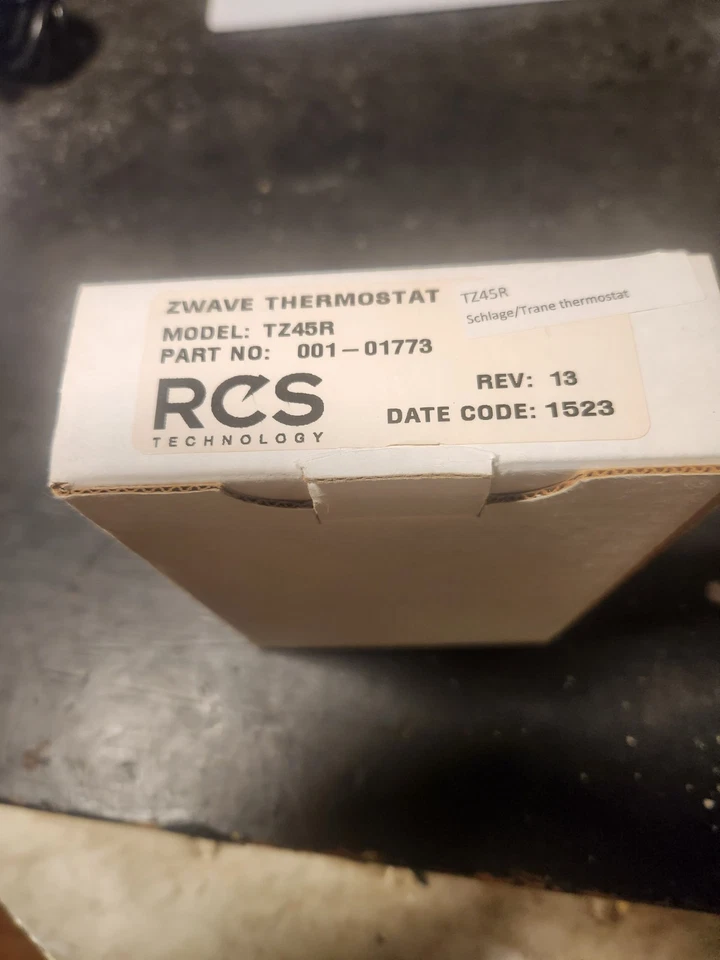 ZWAVE THERMOSTAT
TZ45R
Schlage/Trane thermostat
MODEL: TZ45R
PART NO: 001-01773
RCS
TECHNOLOGY
REV: 13
DATE CODE: 1523